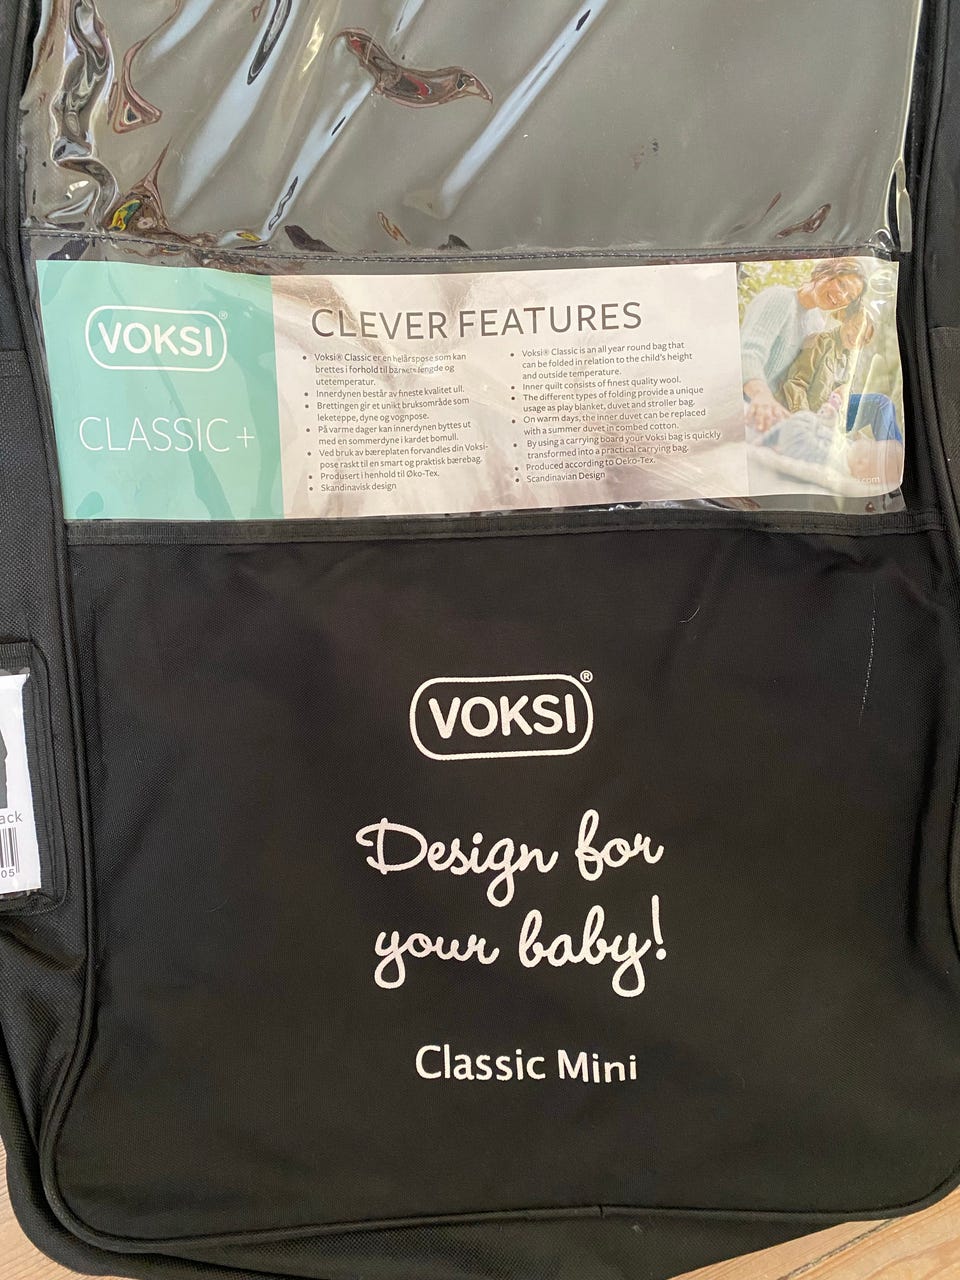 VOKSI®
CLASSIC+
CLEVER FEATURES
• Voksi® Classic er en helårspose som kan
brettes i forhold til barnets lengde og
utetemperatur.
• Innerdynen består av fineste kvalitet ull.
• Brettingen gir et unikt bruksområde som
leketeppe, dyne og vognpose.
• På varme dager kan innerdynen byttes ut
med en sommerdyne i kardet bomull.
• Ved bruk av bæreplaten forvandles din Voksi-
pose raskt til en smart og praktisk bærebag.
• Produsert i henhold til Øko-Tex.
• Skandinavisk design
• Voksi® Classic is an all year round bag that
can be folded in relation to the child's height
and outside temperature.
• Inner quilt consists of finest quality wool.
• The different types of folding provide a unique
usage as play blanket, duvet and stroller bag.
• On warm days, the inner duvet can be replaced
with a summer duvet in combed cotton.
• By using a carrying board your Voksi bag is quickly
transformed into a practical carrying bag.
• Produced according to Oeko-Tex.
• Scandinavian Design
VOKSI®
Design for
your baby!
Classic Mini
ack
05